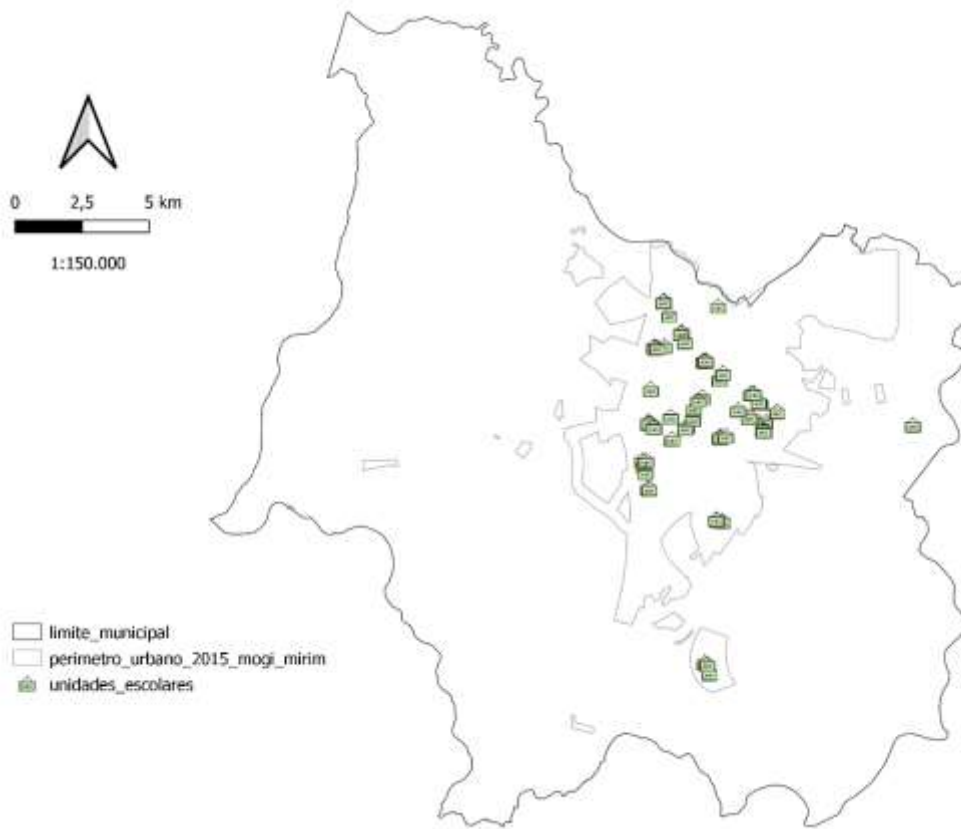 0 2,5 5 km
1:150.000
limite_municipal
perimetro_urbano_2015_mogi_mirim
unidades_escolares